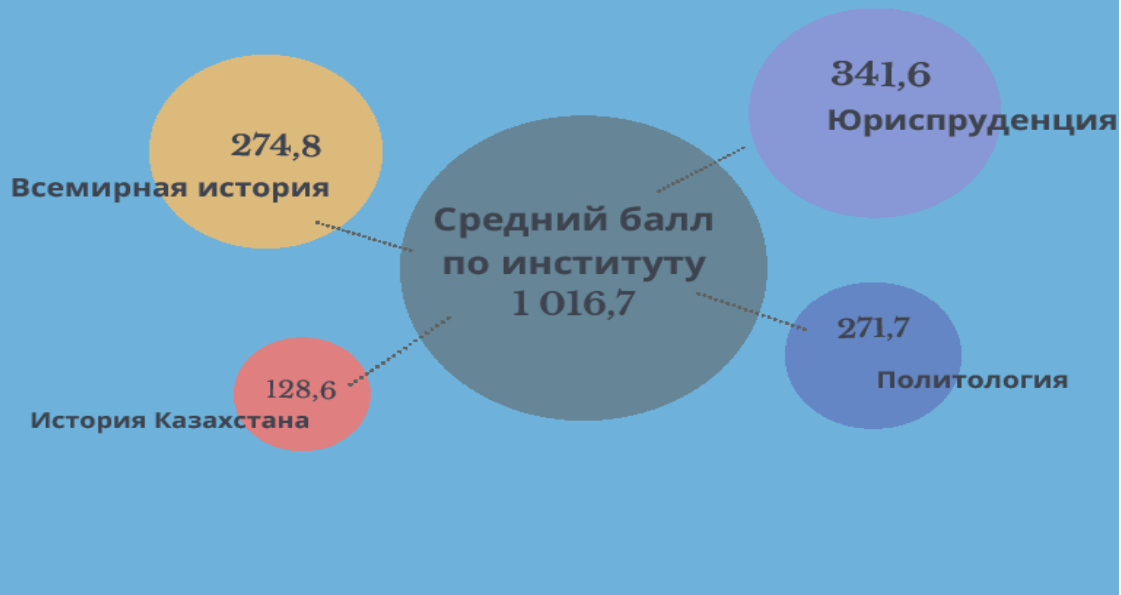 274,8
Всемирная история
341,6
Юриспруденция
Средний балл
по институту
1 016,7
128,6
История Казахстана
271,7
Политология